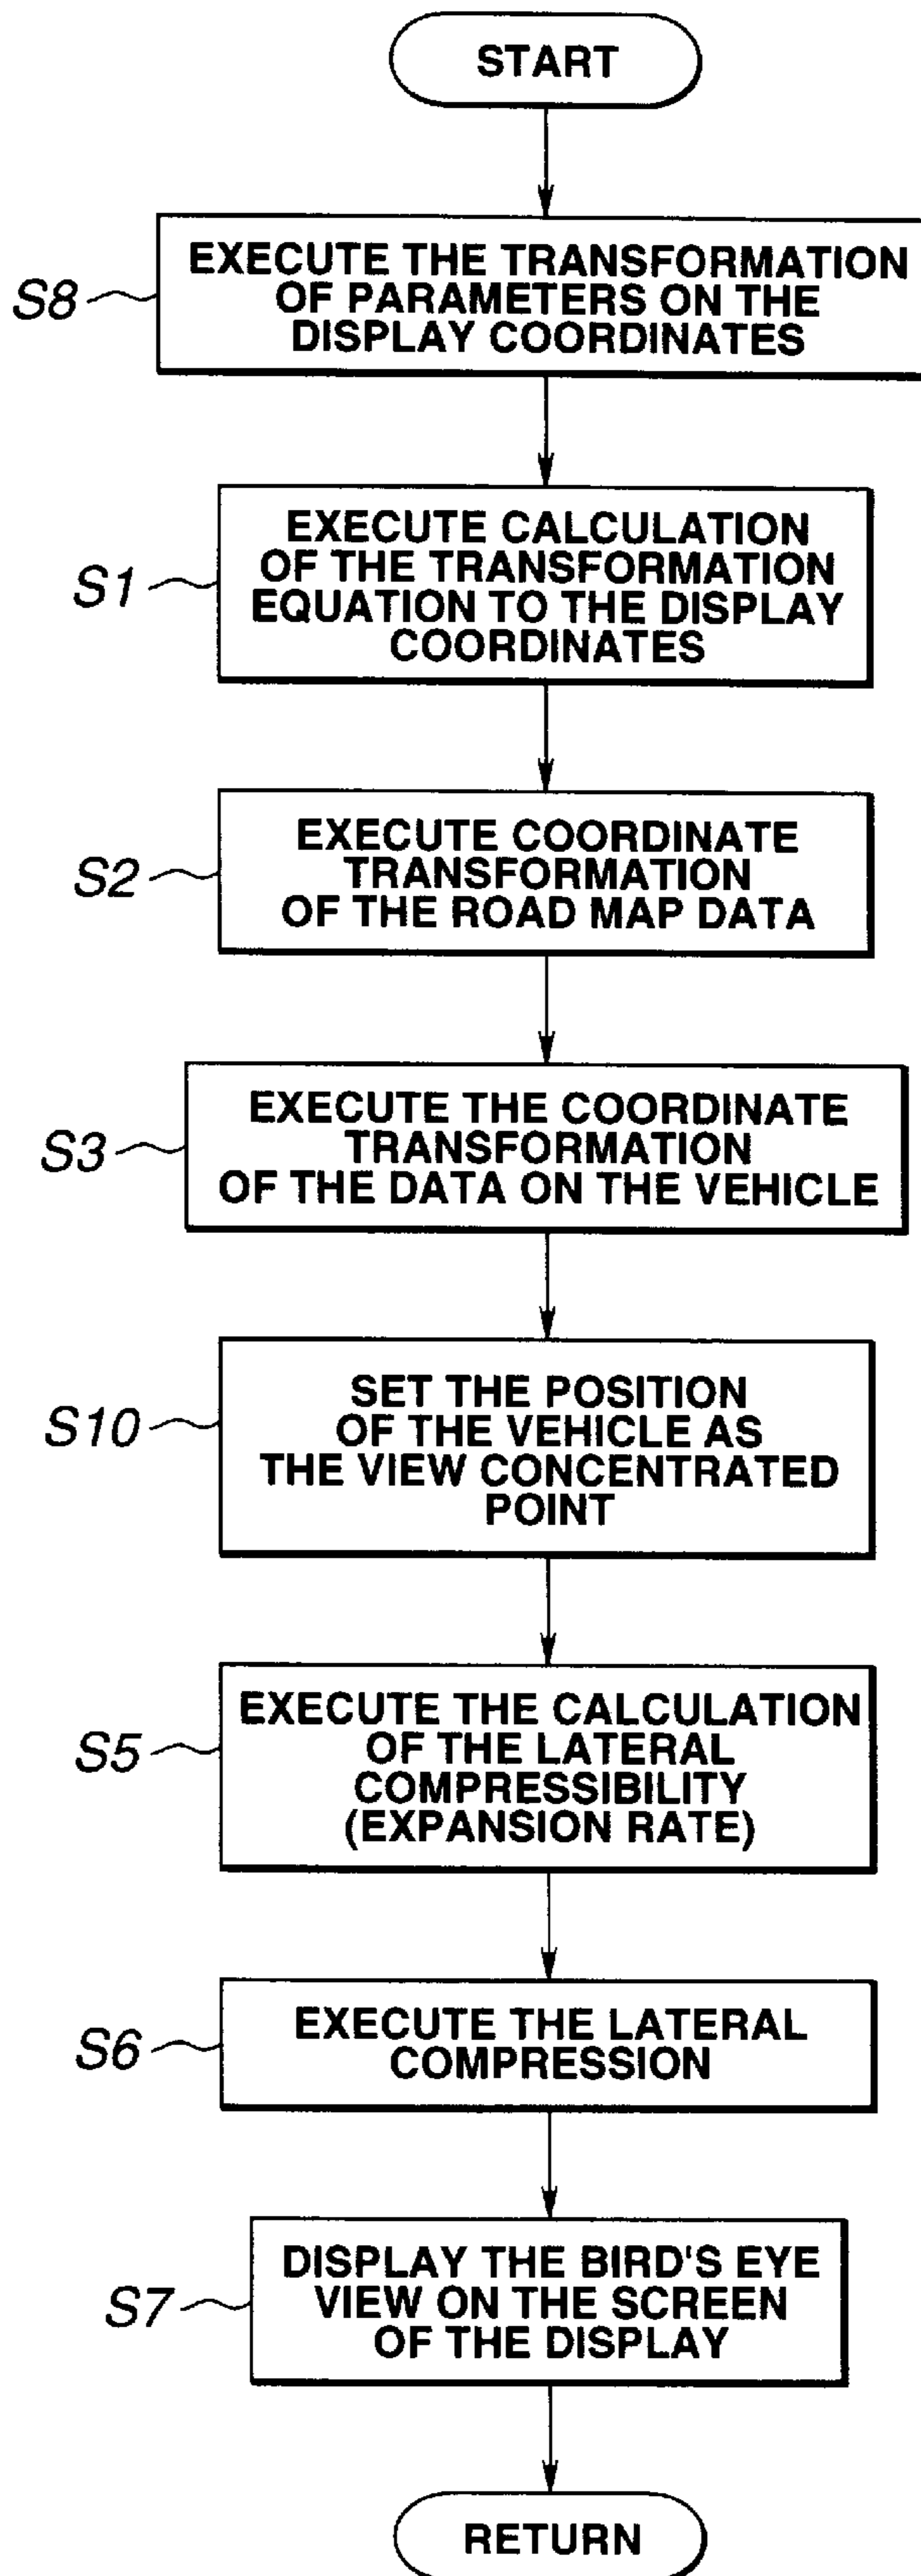 START
S8
EXECUTE THE TRANSFORMATION
OF PARAMETERS ON THE
DISPLAY COORDINATES
S1
EXECUTE CALCULATION
OF THE TRANSFORMATION
EQUATION TO THE DISPLAY
COORDINATES
S2
EXECUTE COORDINATE
TRANSFORMATION
OF THE ROAD MAP DATA
S3
EXECUTE THE COORDINATE
TRANSFORMATION
OF THE DATA ON THE VEHICLE
S10
SET THE POSITION
OF THE VEHICLE AS
THE VIEW CONCENTRATED
POINT
S5
EXECUTE THE CALCULATION
OF THE LATERAL
COMPRESSIBILITY
(EXPANSION RATE)
S6
EXECUTE THE LATERAL
COMPRESSION
S7
DISPLAY THE BIRD'S EYE
VIEW ON THE SCREEN
OF THE DISPLAY
RETURN